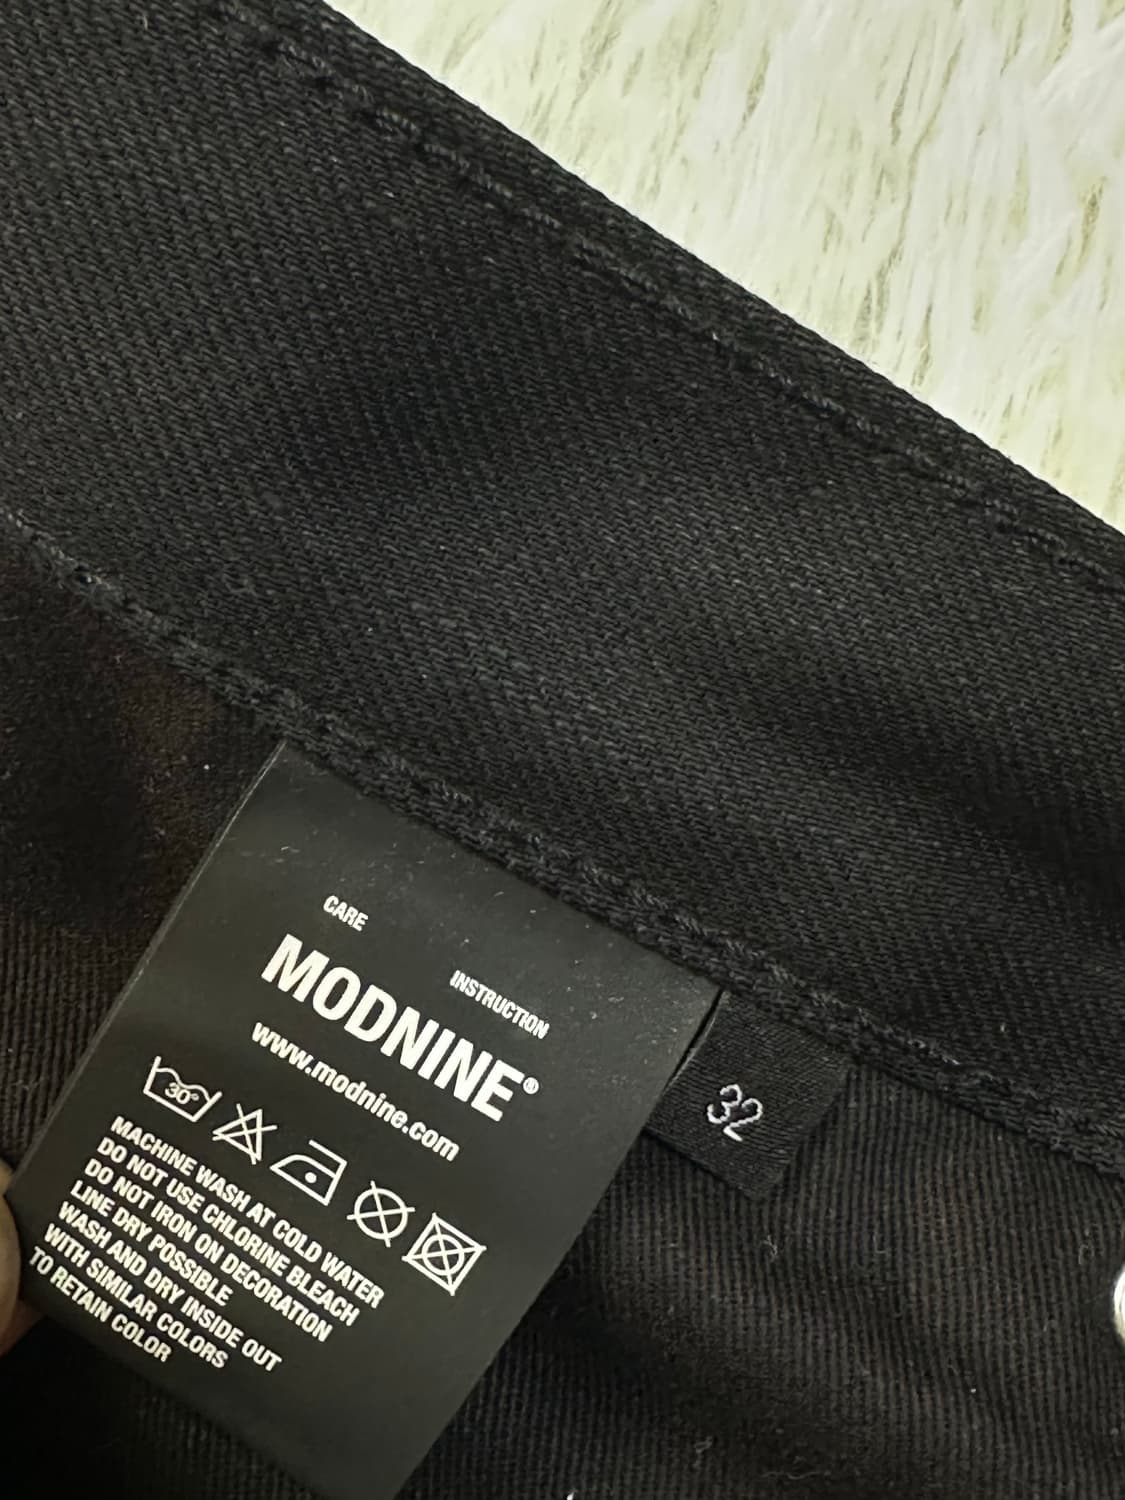 CARE
INSTRUCTION
MODNINE®
www.modnine.com
30°
MACHINE WASH AT COLD WATER
DO NOT USE CHLORINE BLEACH
DO NOT IRON ON DECORATION
LINE DRY POSSIBLE
WASH AND DRY INSIDE OUT
WITH SIMILAR COLORS
TO RETAIN COLOR
32